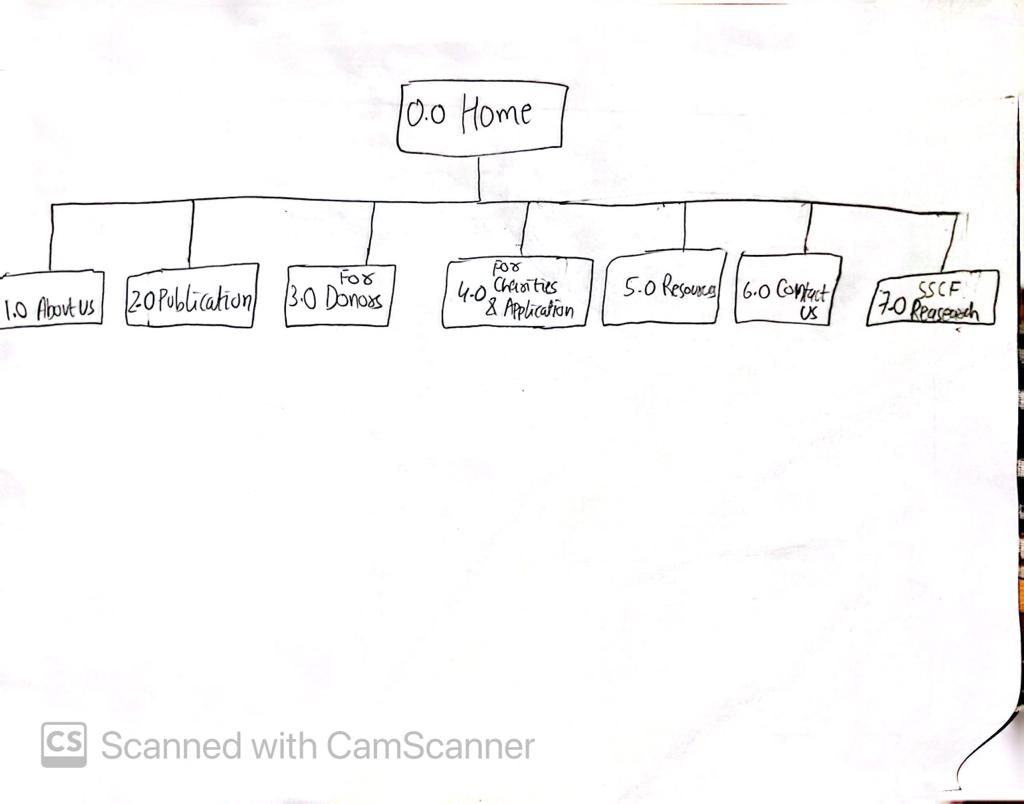 0.0 Home
1.0 About us
2.0 Publication
For
3.0 Donors
For
4.0 Charities
& Application
5.0 Resources
6.0 Contact
us
SSCF
7.0 Reaseach
CS Scanned with CamScanner